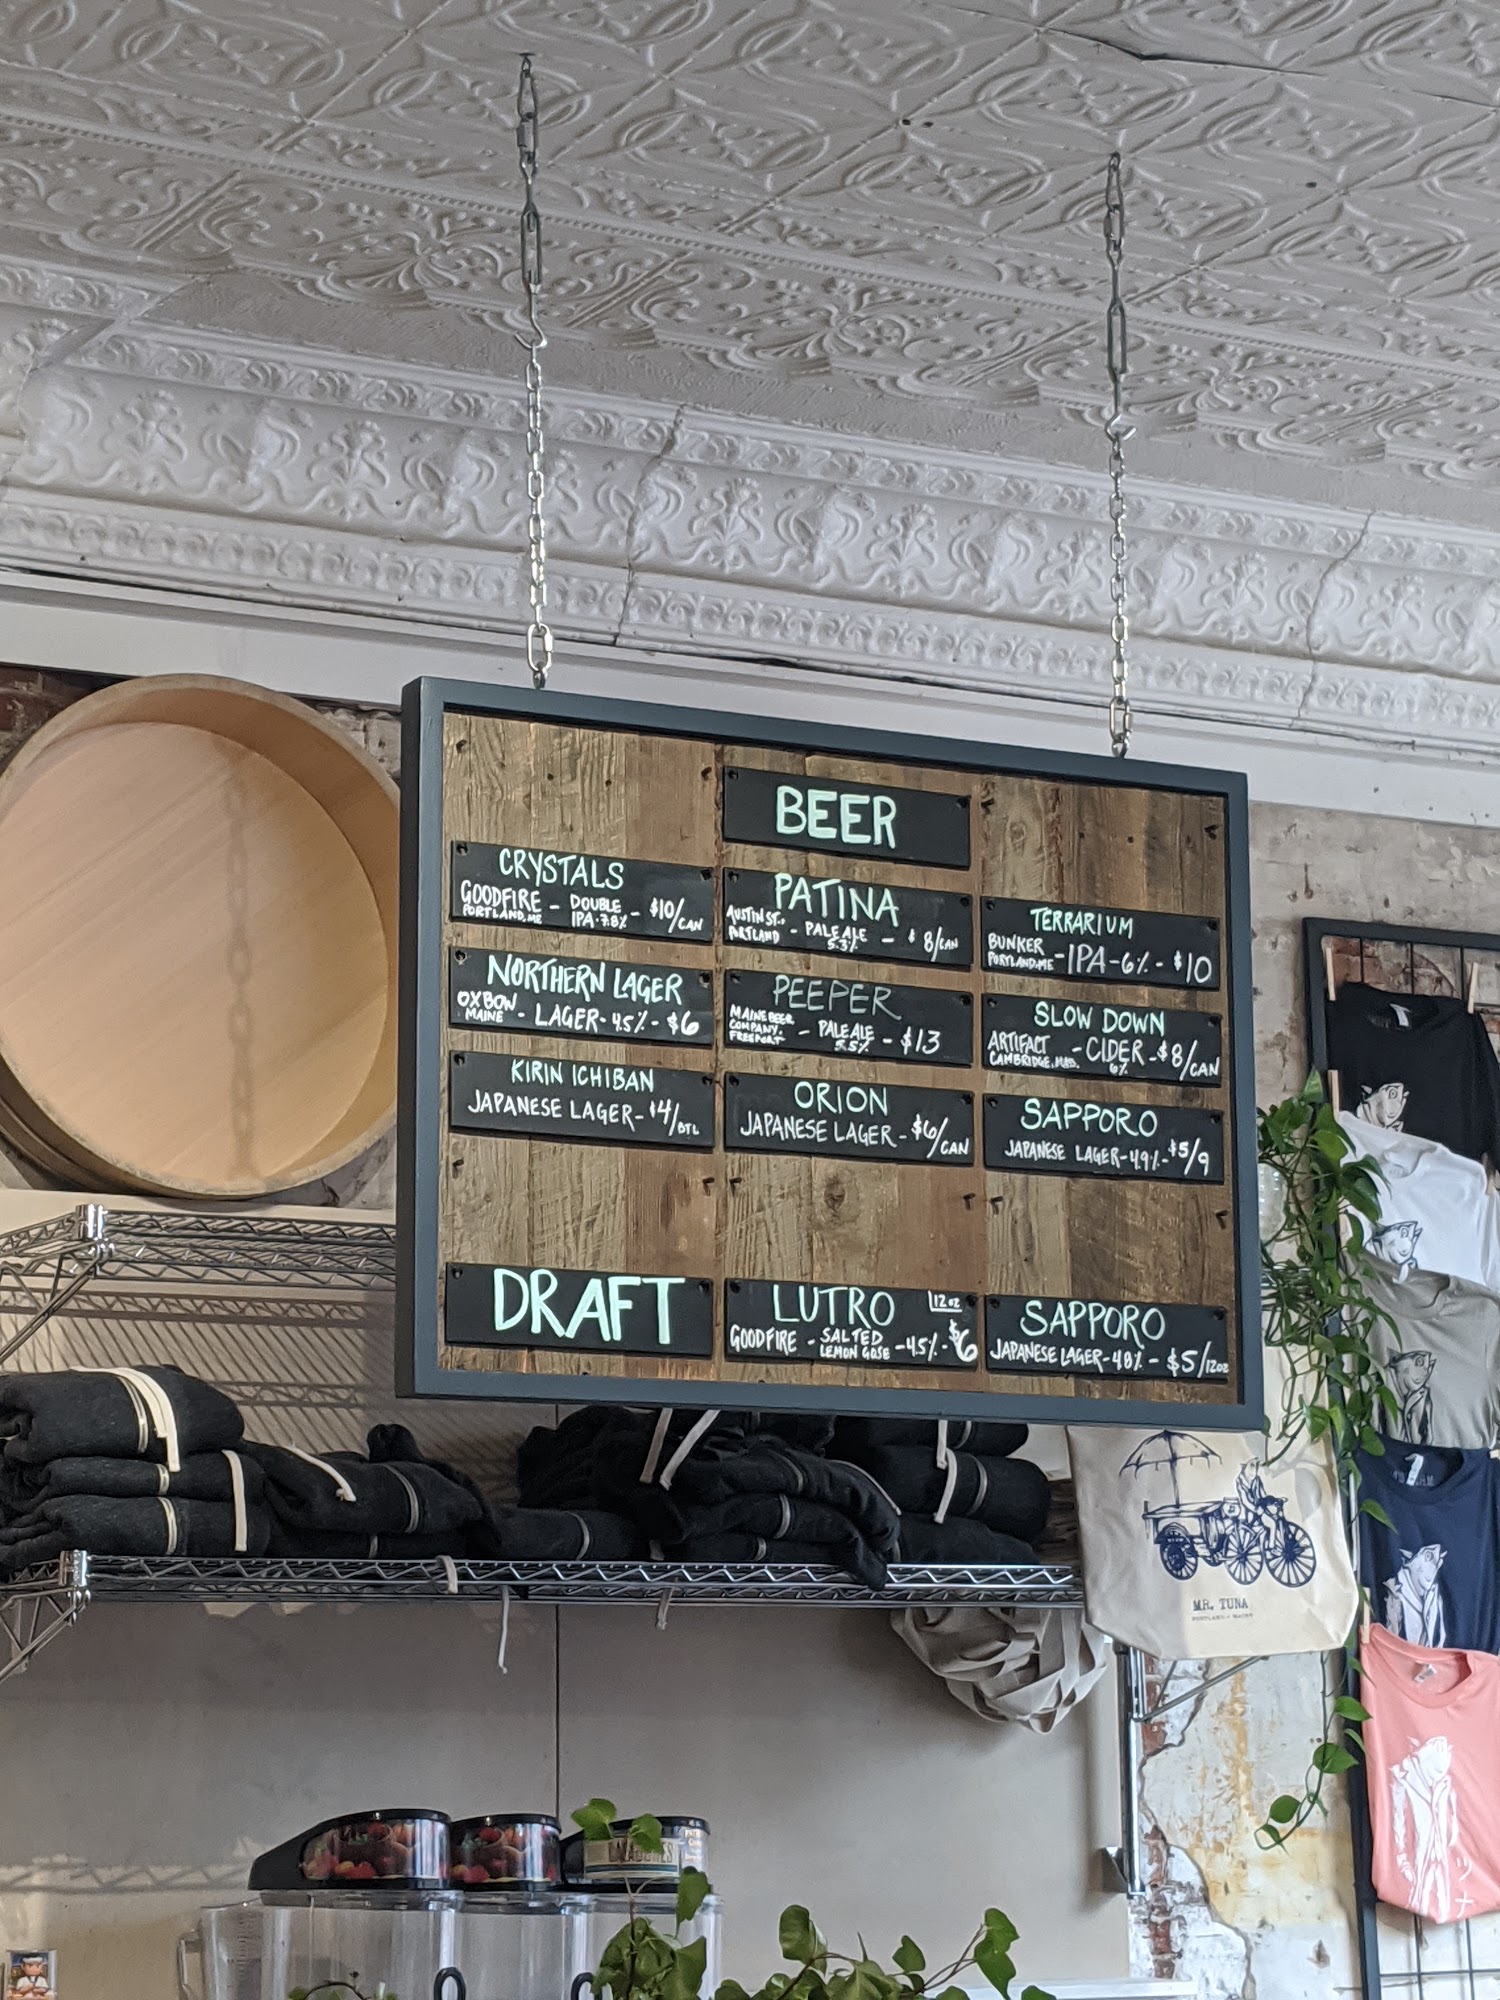 BEER
CRYSTALS
GOODFIRE - DOUBLE - $10/CAN
PORTLAND, ME IPA • 7.8%
PATINA
AUSTIN ST., - PALE ALE - $8/CAN
PORTLAND 5.3%
TERRARIUM
BUNKER - IPA - 6% - $10
PORTLAND, ME
NORTHERN LAGER
OXBOW - LAGER - 4.5% - $6
MAINE
PEEPER
MAINE BEER
COMPANY, - PALE ALE - $13
FREEPORT 5.5%
SLOW DOWN
ARTIFACT - CIDER - $8/CAN
CAMBRIDGE, MASS. 6%
KIRIN ICHIBAN
JAPANESE LAGER - $4/BTL
ORION
JAPANESE LAGER - $6/CAN
SAPPORO
JAPANESE LAGER - 4.9% - $5/9
DRAFT
LUTRO 12oz
GOODFIRE - SALTED - 4.5% - $6
LEMON GOSE
SAPPORO
JAPANESE LAGER - 4.8% - $5/12oz
MR. TUNA
PORTLAND • MAINE
ツナ